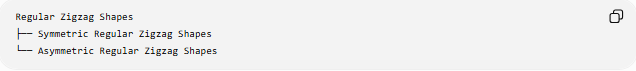 Regular Zigzag Shapes
├── Symmetric Regular Zigzag Shapes
└── Asymmetric Regular Zigzag Shapes